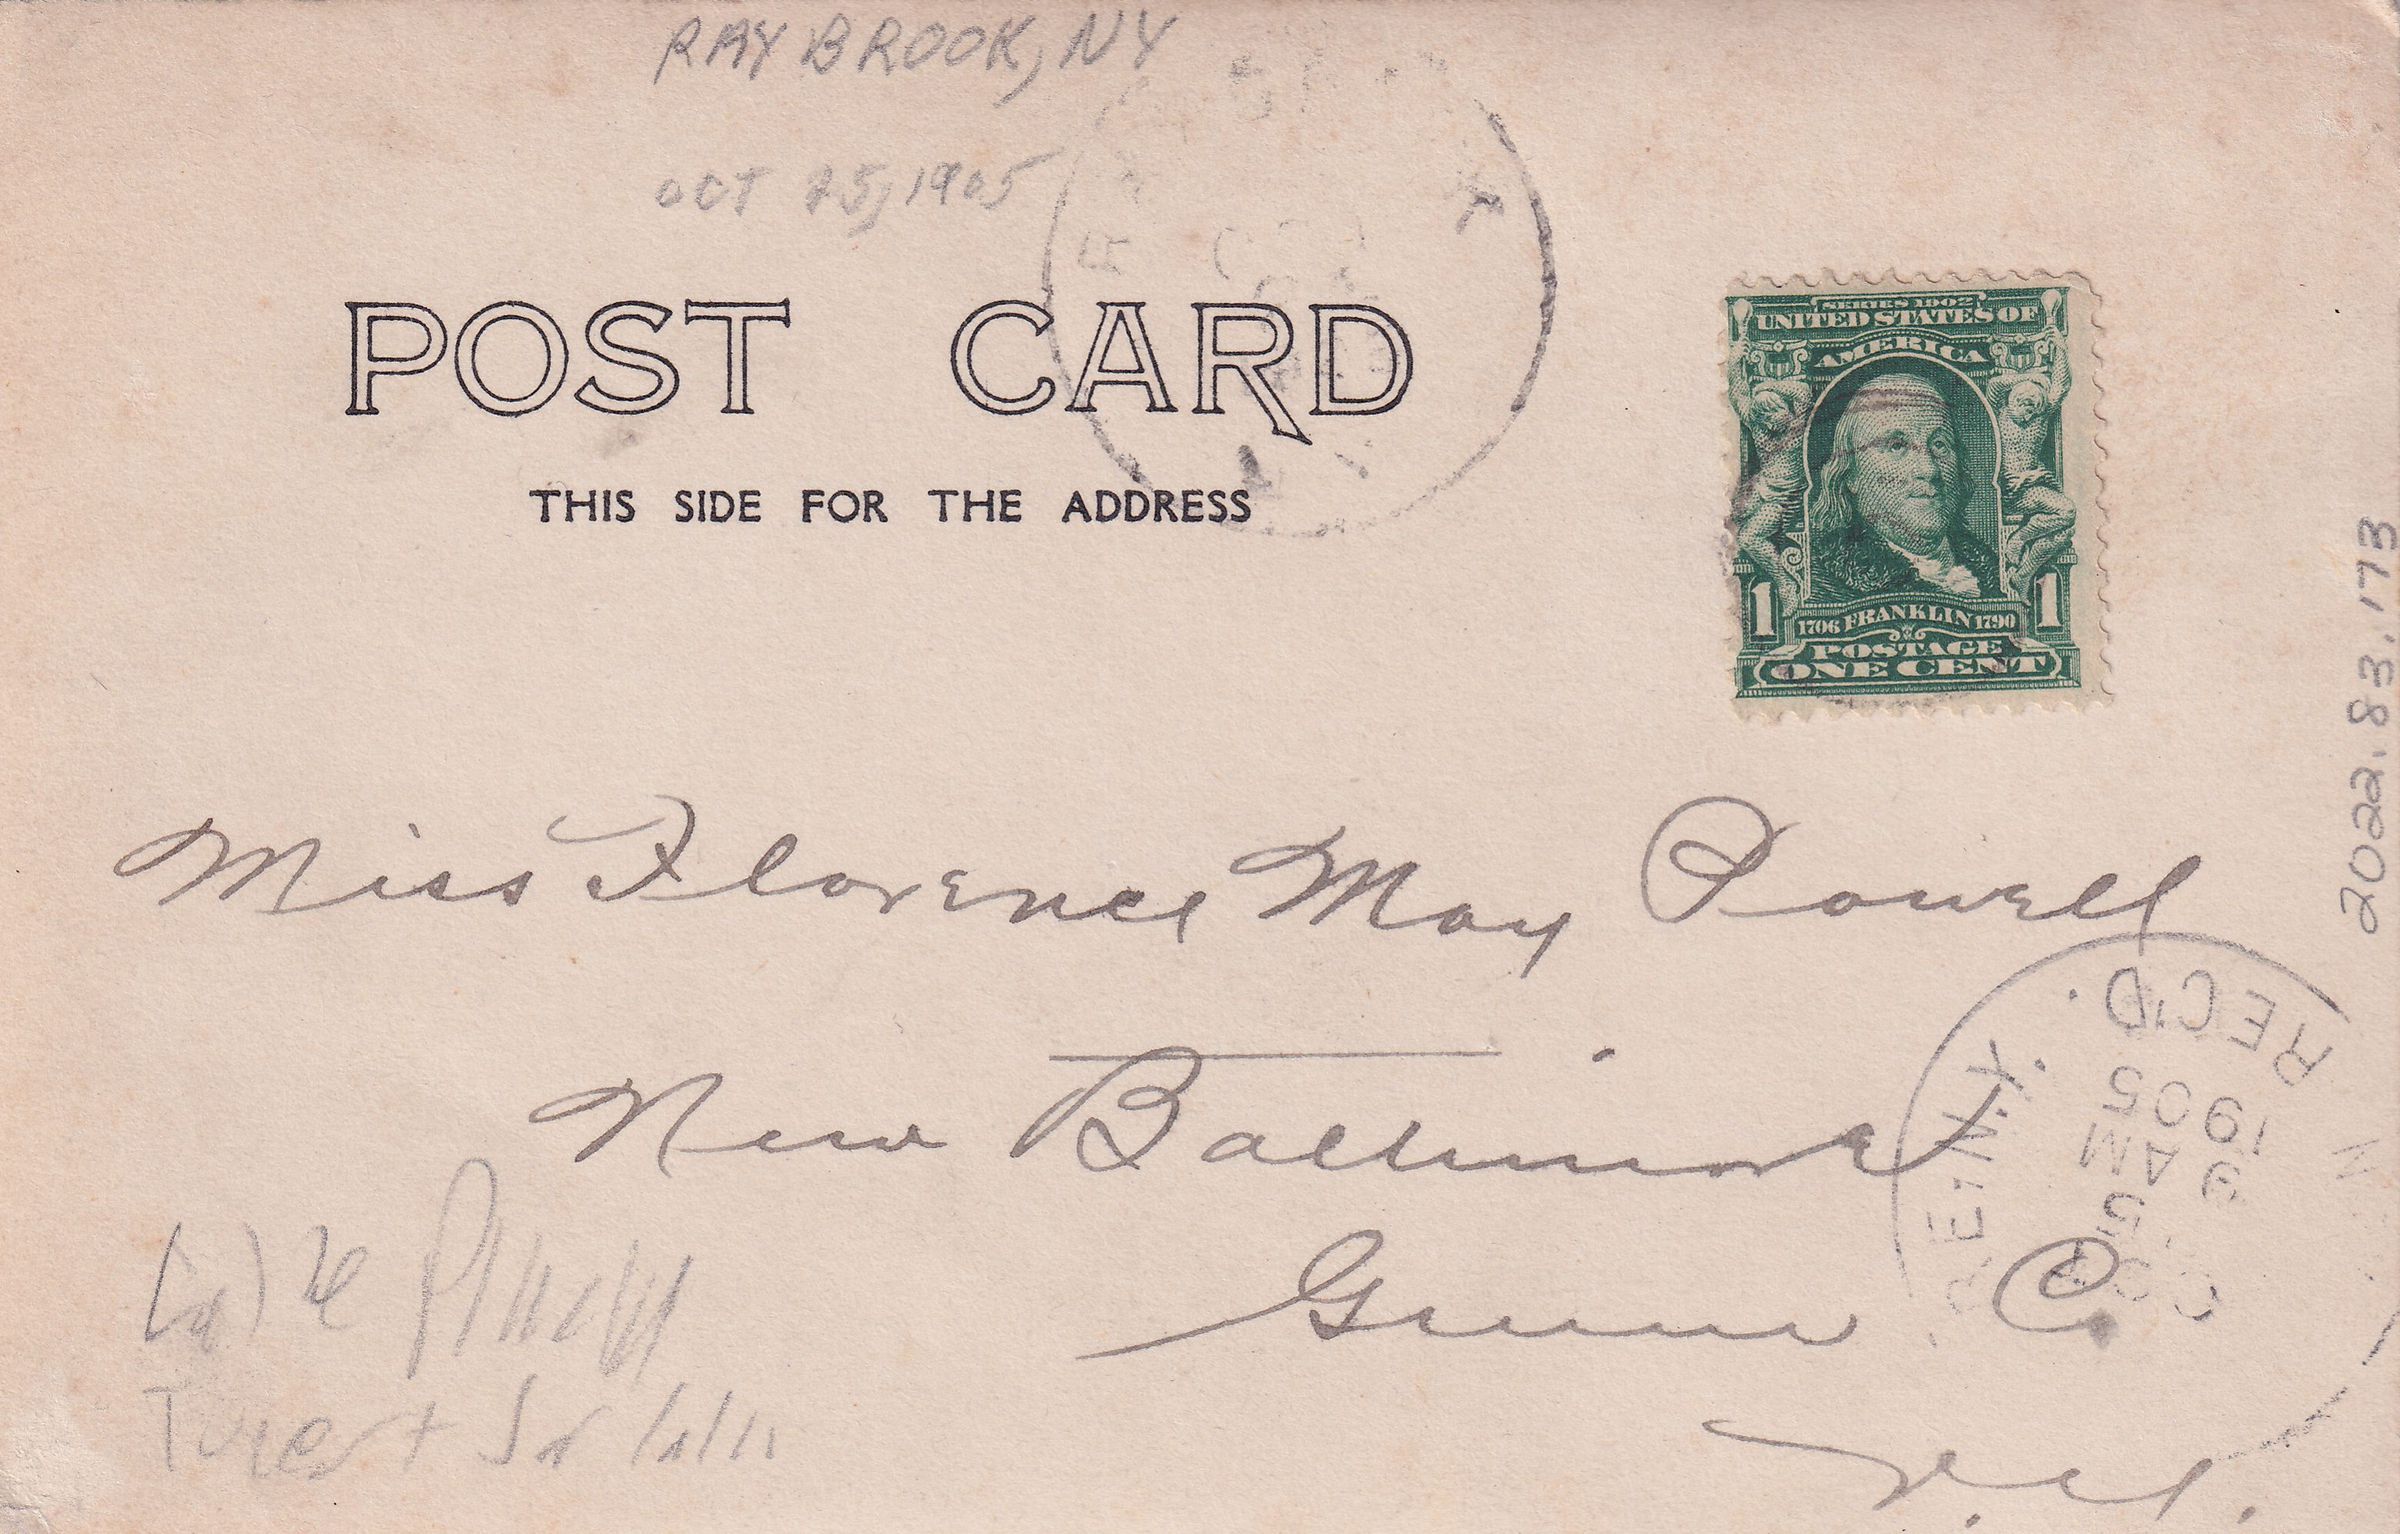 RAY BROOK, NY
OCT 25, 1905
POST CARD
THIS SIDE FOR THE ADDRESS
SERIES 1902
UNITED STATES OF
AMERICA
1706 FRANKLIN 1790
1 1
POSTAGE
ONE CENT
2022.83.173
Miss Florence May Powell
New Baltimore
Greene Co.
N.Y.
REC'D.
1905
9 AM
N.Y.